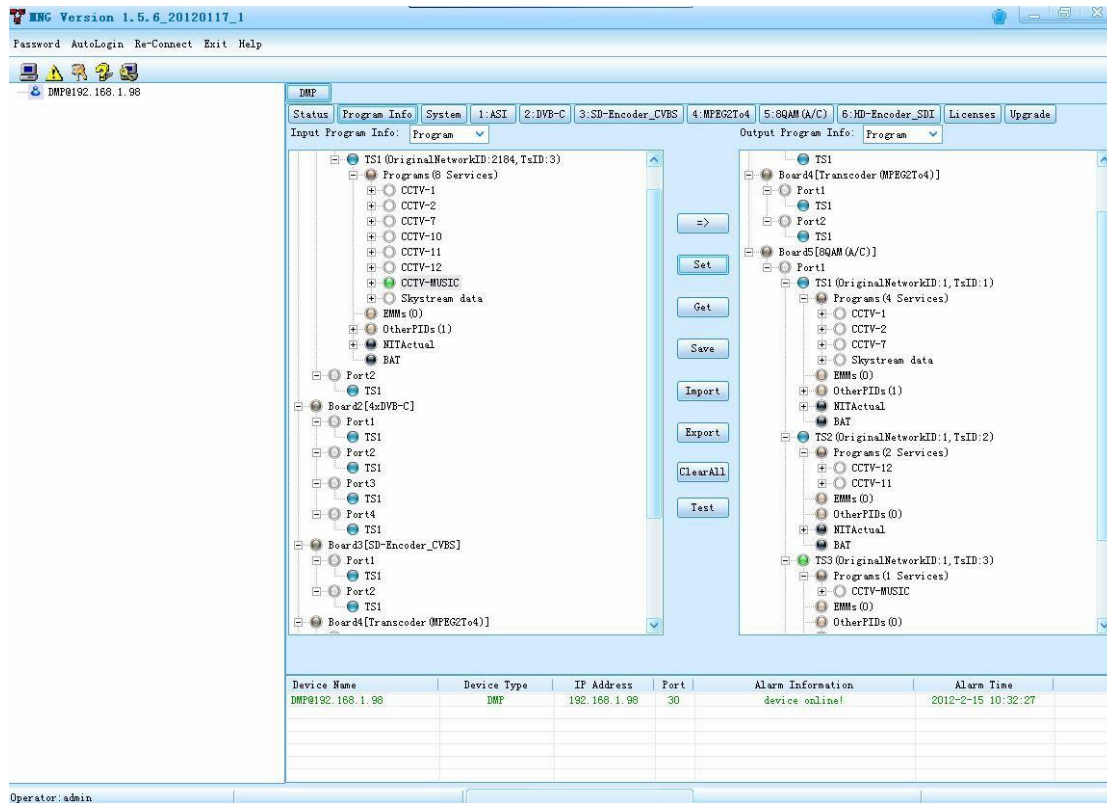 MNG Version 1.5.6_20120117_1
Password AutoLogin Re-Connect Exit Help
DMP@192.168.1.98
DMP
Status Program Info System 1:ASI 2:DVB-C 3:SD-Encoder_CVBS 4:MPEG2To4 5:8QAM(A/C) 6:HD-Encoder_SDI Licenses Upgrade
Input Program Info: Program
TS1(OriginalNetworkID:2184,TsID:3)
Programs(8 Services)
CCTV-1
CCTV-2
CCTV-7
CCTV-10
CCTV-11
CCTV-12
CCTV-MUSIC
Skystream data
EMMs(0)
OtherPIDs(1)
NITActual
BAT
Port2
TS1
Board2[4xDVB-C]
Port1
TS1
Port2
TS1
Port3
TS1
Port4
TS1
Board3[SD-Encoder_CVBS]
Port1
TS1
Port2
TS1
Board4[Transcoder(MPEG2To4)]
=>
Set
Get
Save
Import
Export
ClearAll
Test
Output Program Info: Program
TS1
Board4[Transcoder(MPEG2To4)]
Port1
TS1
Port2
TS1
Board5[8QAM(A/C)]
Port1
TS1(OriginalNetworkID:1,TsID:1)
Programs(4 Services)
CCTV-1
CCTV-2
CCTV-7
Skystream data
EMMs(0)
OtherPIDs(1)
NITActual
BAT
TS2(OriginalNetworkID:1,TsID:2)
Programs(2 Services)
CCTV-12
CCTV-11
EMMs(0)
OtherPIDs(0)
NITActual
BAT
TS3(OriginalNetworkID:1,TsID:3)
Programs(1 Services)
CCTV-MUSIC
EMMs(0)
OtherPIDs(0)
Device Name Device Type IP Address Port Alarm Information Alarm Time
DMP@192.168.1.98 DMP 192.168.1.98 30 device online! 2012-2-15 10:32:27
Operator:admin